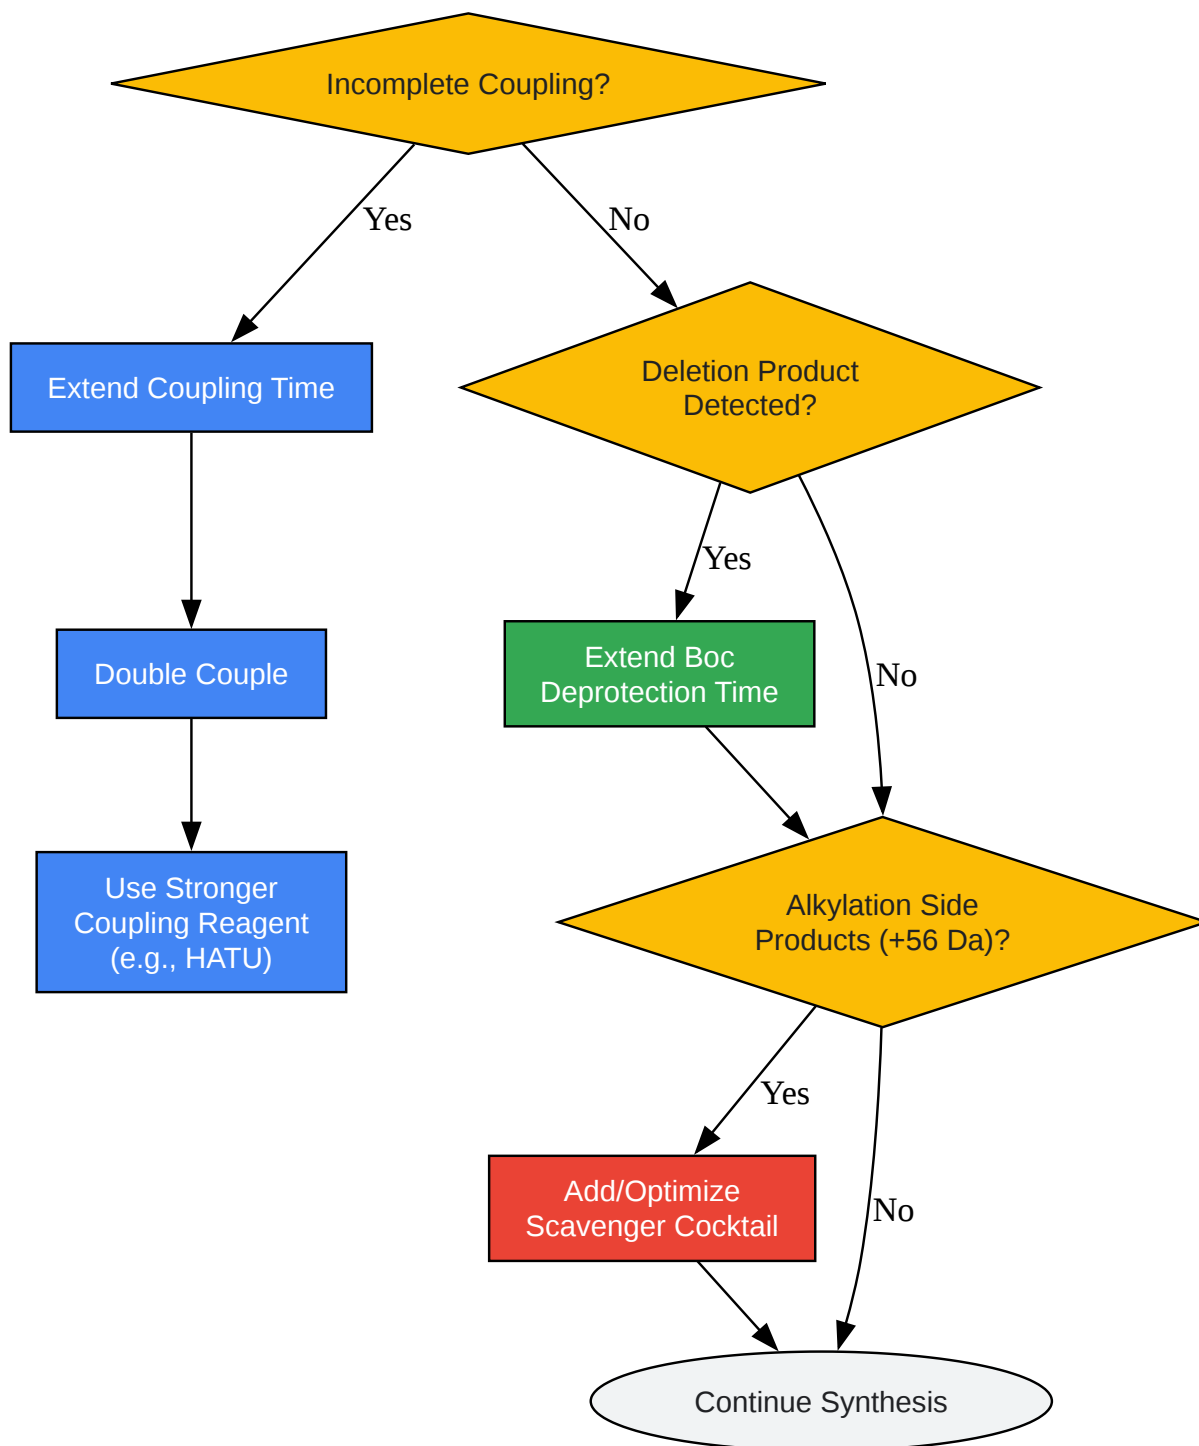 Incomplete Coupling?
Yes
No
Extend Coupling Time
Deletion Product
Detected?
Yes
Double Couple
Extend Boc
Deprotection Time
No
Use Stronger
Coupling Reagent
(e.g., HATU)
Alkylation Side
Products (+56 Da)?
Yes
Add/Optimize
Scavenger Cocktail
No
Continue Synthesis